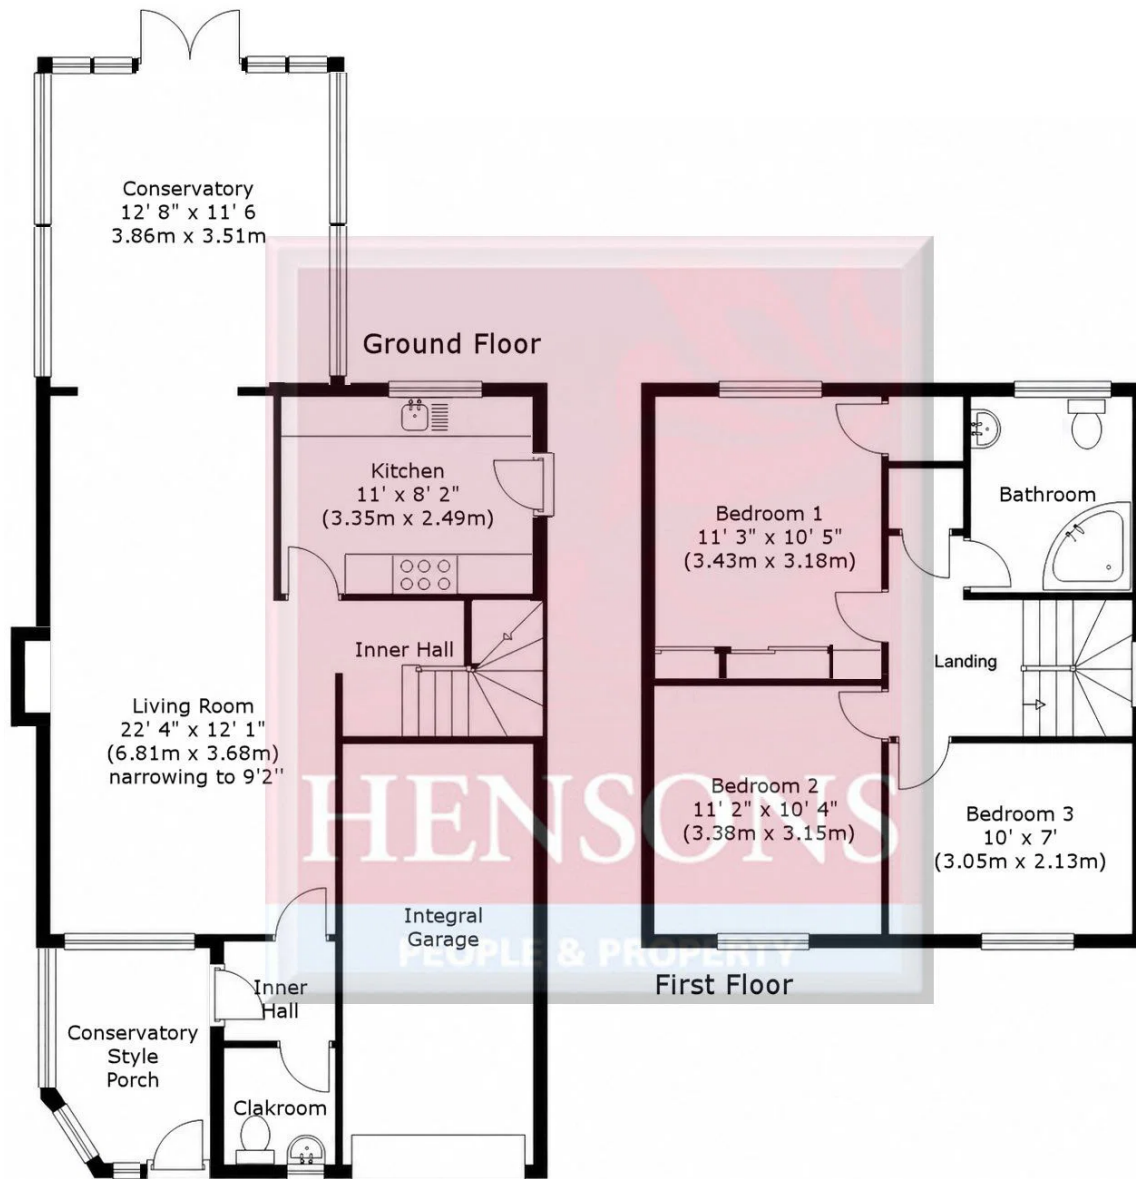 Conservatory
12' 8" x 11' 6
3.86m x 3.51m
Ground Floor
Kitchen
11' x 8' 2"
(3.35m x 2.49m)
Inner Hall
Living Room
22' 4" x 12' 1"
(6.81m x 3.68m)
narrowing to 9'2''
Integral
Garage
Inner
Hall
Conservatory
Style
Porch
Clakroom
Bedroom 1
11' 3" x 10' 5"
(3.43m x 3.18m)
Bathroom
Landing
Bedroom 2
11' 2" x 10' 4"
(3.38m x 3.15m)
Bedroom 3
10' x 7'
(3.05m x 2.13m)
First Floor
HENSONS
PEOPLE & PROPERTY